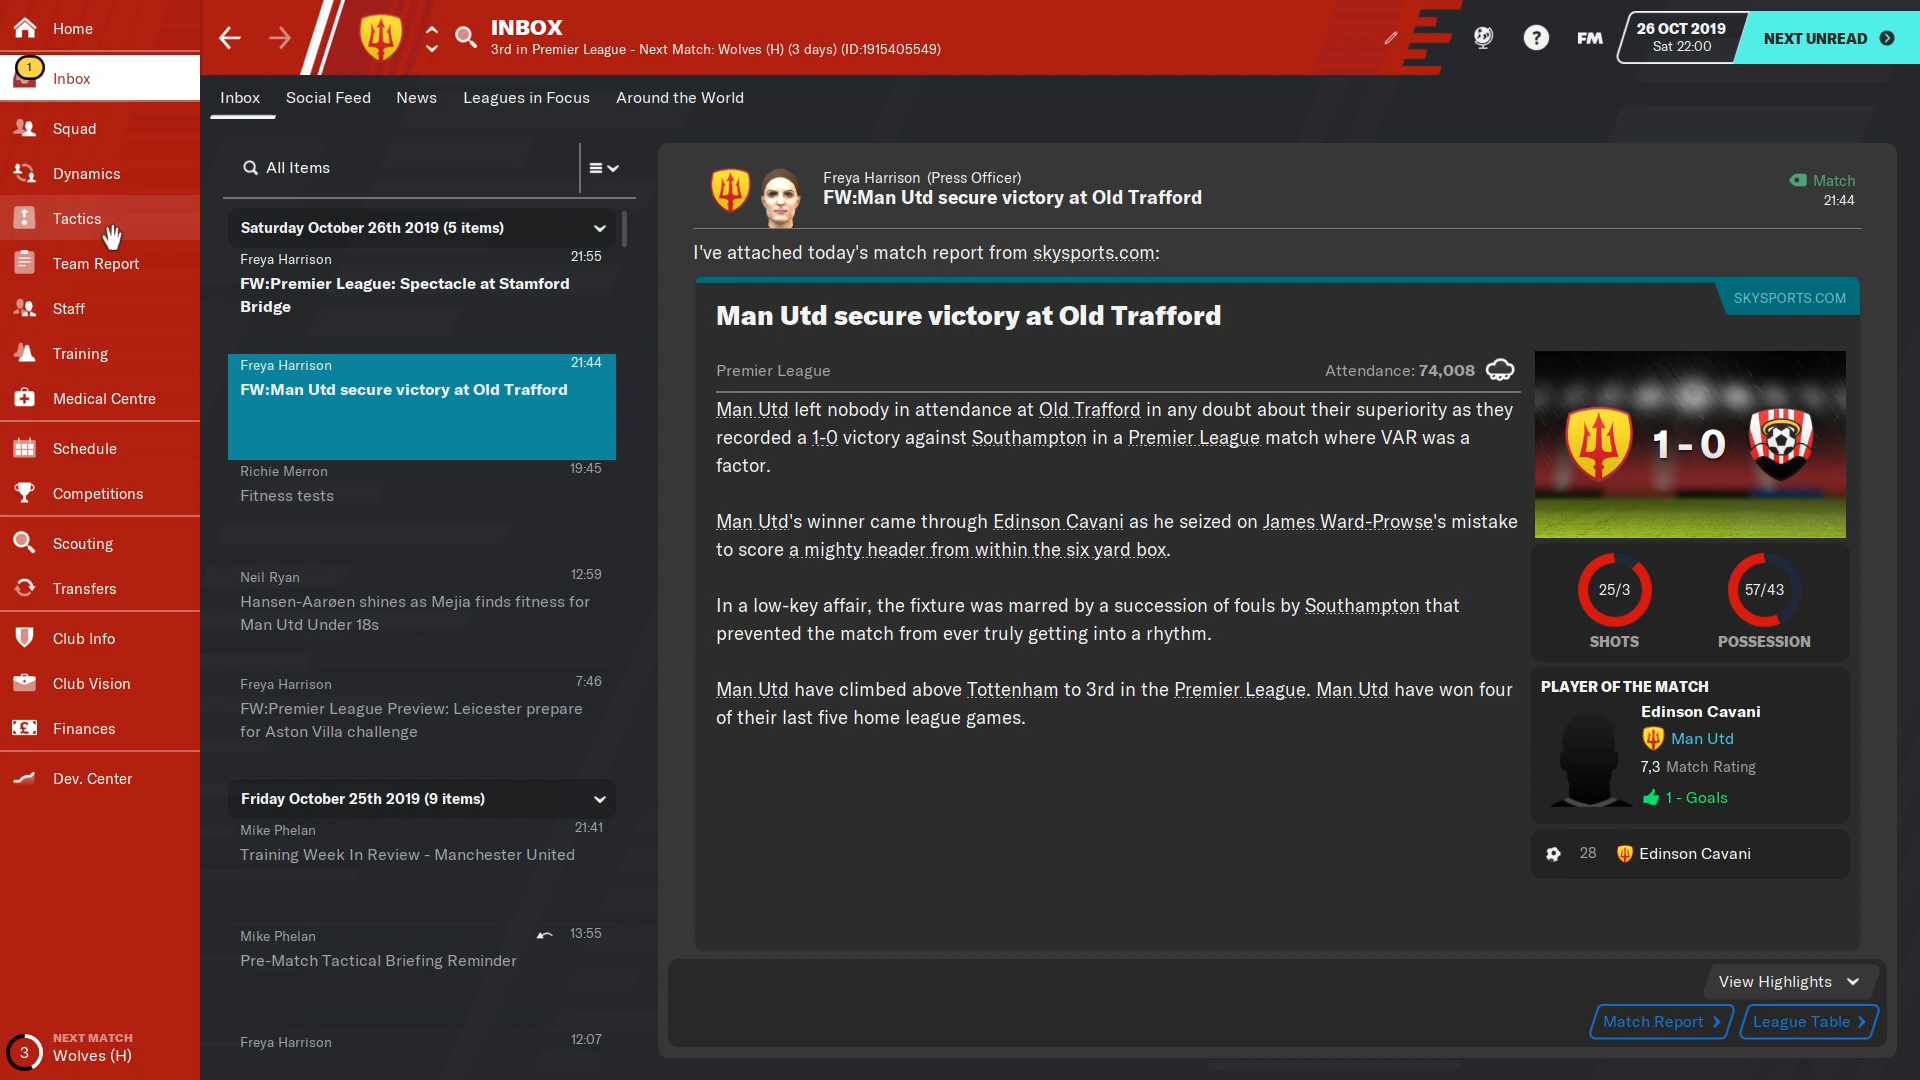 Home
1
Inbox
Squad
Dynamics
Tactics
Team Report
Staff
Training
Medical Centre
Schedule
Competitions
Scouting
Transfers
Club Info
Club Vision
Finances
Dev. Center
3
NEXT MATCH
Wolves (H)
INBOX
3rd in Premier League - Next Match: Wolves (H) (3 days) (ID:1915405549)
?
FM
26 OCT 2019
Sat 22:00
NEXT UNREAD
Inbox Social Feed News Leagues in Focus Around the World
All Items
Saturday October 26th 2019 (5 items)
Freya Harrison 21:55
FW:Premier League: Spectacle at Stamford
Bridge
Freya Harrison 21:44
FW:Man Utd secure victory at Old Trafford
Richie Merron 19:45
Fitness tests
Neil Ryan 12:59
Hansen-Aarøen shines as Mejia finds fitness for
Man Utd Under 18s
Freya Harrison 7:46
FW:Premier League Preview: Leicester prepare
for Aston Villa challenge
Friday October 25th 2019 (9 items)
Mike Phelan 21:41
Training Week In Review - Manchester United
Mike Phelan 13:55
Pre-Match Tactical Briefing Reminder
Freya Harrison 12:07
Freya Harrison (Press Officer)
FW:Man Utd secure victory at Old Trafford
Match
21:44
I've attached today's match report from skysports.com:
SKYSPORTS.COM
Man Utd secure victory at Old Trafford
Premier League Attendance: 74,008
Man Utd left nobody in attendance at Old Trafford in any doubt about their superiority as they
recorded a 1-0 victory against Southampton in a Premier League match where VAR was a
factor.
Man Utd's winner came through Edinson Cavani as he seized on James Ward-Prowse's mistake
to score a mighty header from within the six yard box.
In a low-key affair, the fixture was marred by a succession of fouls by Southampton that
prevented the match from ever truly getting into a rhythm.
Man Utd have climbed above Tottenham to 3rd in the Premier League. Man Utd have won four
of their last five home league games.
1 - 0
25/3 57/43
SHOTS POSSESSION
PLAYER OF THE MATCH
Edinson Cavani
Man Utd
7,3 Match Rating
1 - Goals
28 Edinson Cavani
View Highlights
Match Report League Table